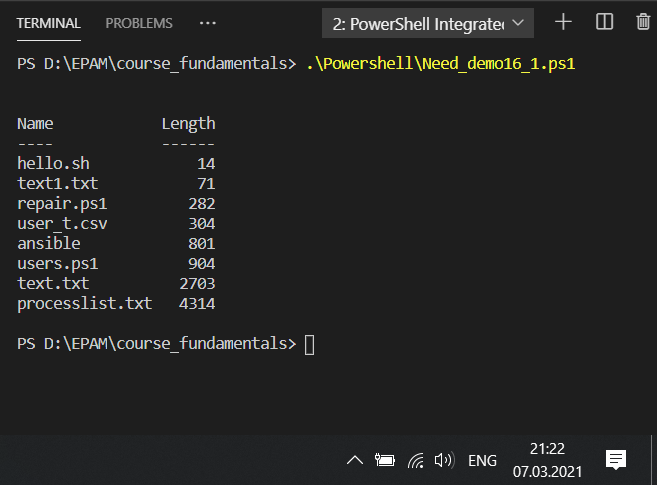 TERMINAL PROBLEMS ··· 2: PowerShell Integrated
PS D:\EPAM\course_fundamentals> .\Powershell\Need_demo16_1.ps1
Name Length
---- ------
hello.sh 14
text1.txt 71
repair.ps1 282
user_t.csv 304
ansible 801
users.ps1 904
text.txt 2703
processlist.txt 4314
PS D:\EPAM\course_fundamentals>
ENG
21:22
07.03.2021